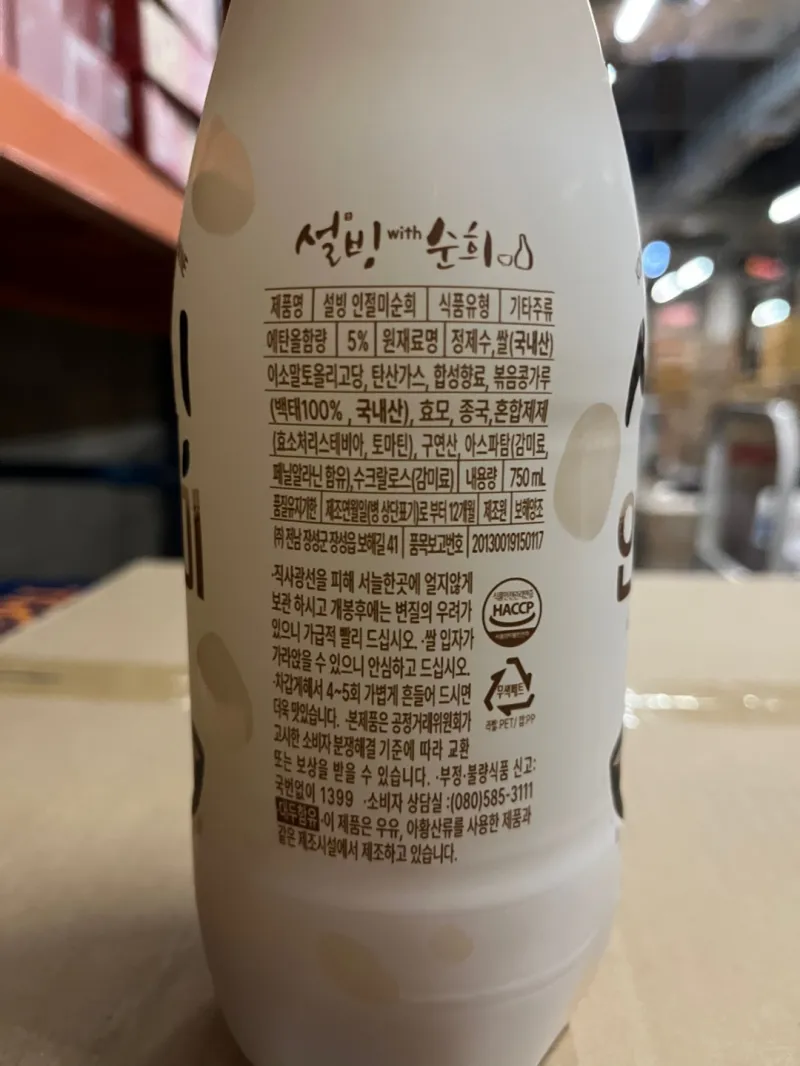 설빙 with 순희
제품명 설빙 인절미순희 식품유형 기타주류
에탄올함량 5% 원재료명 정제수, 쌀(국내산)
이소말토올리고당, 탄산가스, 합성향료, 볶음콩가루
(백태100%, 국내산), 효모, 종국, 혼합제제
(효소처리스테비아, 토마틴), 구연산, 아스파탐(감미료,
페닐알라닌 함유), 수크랄로스(감미료) 내용량 750 mL
품질유지기한 제조연월일(병 상단표기)로 부터 12개월 제조원 보해양조
(주) 전남 장성군 장성읍 보해길 41 품목보고번호 20130019150117
·직사광선을 피해 서늘한곳에 얼지않게
보관 하시고 개봉후에는 변질의 우려가
있으니 가급적 빨리 드십시오. ·쌀 입자가
가라앉을 수 있으니 안심하고 드십시오.
·차갑게해서 4~5회 가볍게 흔들어 드시면
더욱 맛있습니다. ·본제품은 공정거래위원회가
고시한 소비자 분쟁해결 기준에 따라 교환
또는 보상을 받을 수 있습니다. ·부정·불량식품 신고:
국번없이 1399 ·소비자 상담실 :(080)585-3111
대두함유 ·이 제품은 우유, 아황산류를 사용한 제품과
같은 제조시설에서 제조하고 있습니다.
HACCP
무색페트
라벨:PET/ 캡:PP